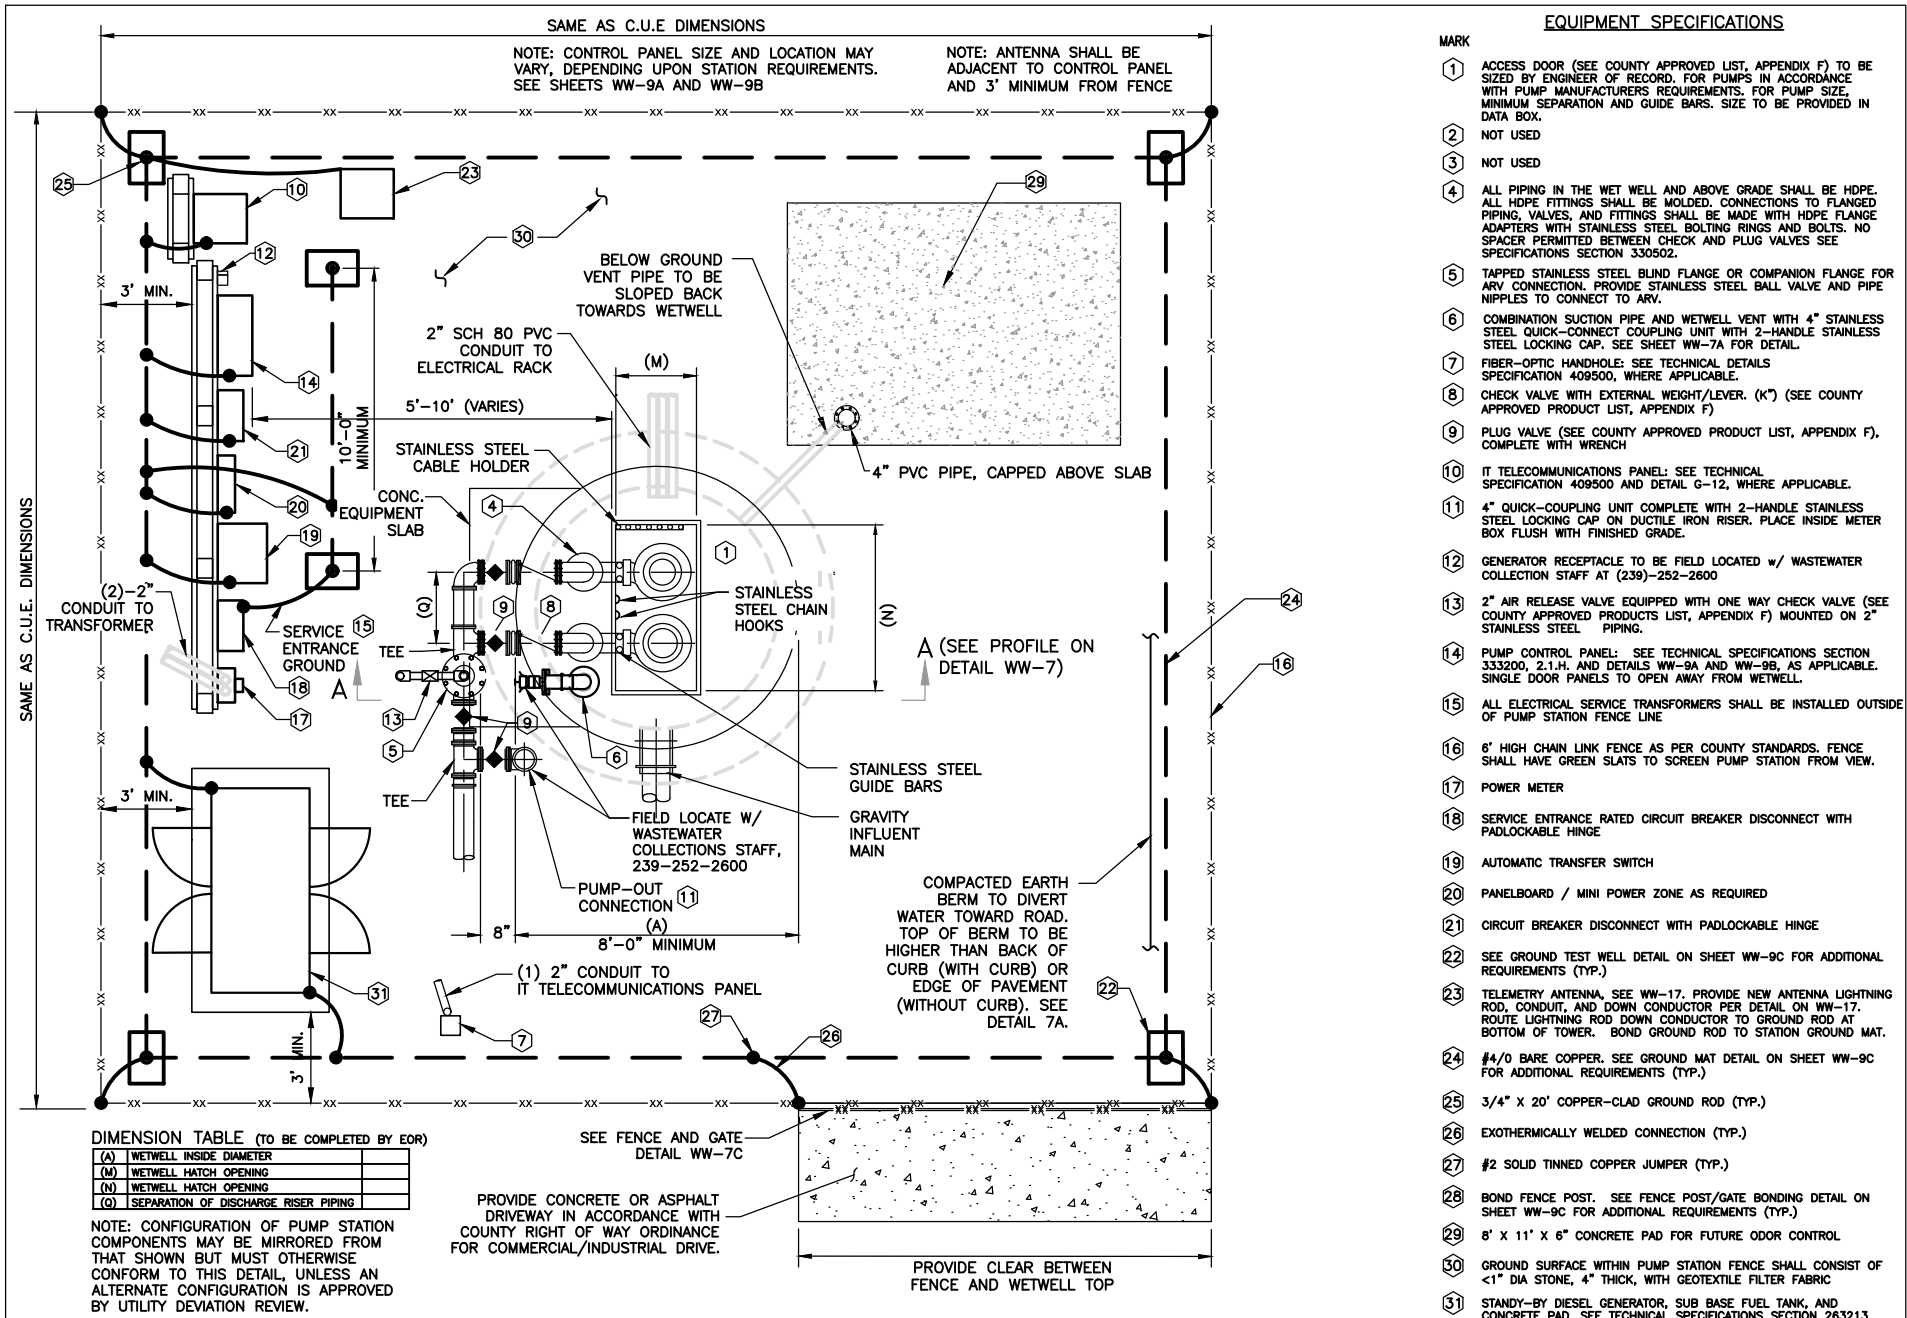 SAME AS C.U.E DIMENSIONS
NOTE: CONTROL PANEL SIZE AND LOCATION MAY
VARY, DEPENDING UPON STATION REQUIREMENTS.
SEE SHEETS WW-9A AND WW-9B
NOTE: ANTENNA SHALL BE
ADJACENT TO CONTROL PANEL
AND 3' MINIMUM FROM FENCE
25
10
23
12
30
29
3' MIN.
BELOW GROUND
VENT PIPE TO BE
SLOPED BACK
TOWARDS WETWELL
2" SCH 80 PVC
CONDUIT TO
ELECTRICAL RACK
(M)
14
5'-10' (VARIES)
10'-0"
MINIMUM
STAINLESS STEEL
CABLE HOLDER
21
4" PVC PIPE, CAPPED ABOVE SLAB
CONC.
EQUIPMENT
SLAB
20
4
19
1
SAME AS C.U.E. DIMENSIONS
(2)-2"
CONDUIT TO
TRANSFORMER
(Q)
9
8
STAINLESS
STEEL CHAIN
HOOKS
(N)
24
SERVICE
ENTRANCE
GROUND
15
TEE
A
A (SEE PROFILE ON
DETAIL WW-7)
16
18
17
13
9
5
6
3' MIN.
TEE
STAINLESS STEEL
GUIDE BARS
FIELD LOCATE W/
WASTEWATER
COLLECTIONS STAFF,
239-252-2600
GRAVITY
INFLUENT
MAIN
PUMP-OUT
CONNECTION
11
8"
(A)
8'-0" MINIMUM
COMPACTED EARTH
BERM TO DIVERT
WATER TOWARD ROAD.
TOP OF BERM TO BE
HIGHER THAN BACK OF
CURB (WITH CURB) OR
EDGE OF PAVEMENT
(WITHOUT CURB). SEE
DETAIL 7A.
(1) 2" CONDUIT TO
IT TELECOMMUNICATIONS PANEL
31
7
27
26
22
3' MIN.
DIMENSION TABLE (TO BE COMPLETED BY EOR)
(A) WETWELL INSIDE DIAMETER
(M) WETWELL HATCH OPENING
(N) WETWELL HATCH OPENING
(Q) SEPARATION OF DISCHARGE RISER PIPING
NOTE: CONFIGURATION OF PUMP STATION
COMPONENTS MAY BE MIRRORED FROM
THAT SHOWN BUT MUST OTHERWISE
CONFORM TO THIS DETAIL, UNLESS AN
ALTERNATE CONFIGURATION IS APPROVED
BY UTILITY DEVIATION REVIEW.
SEE FENCE AND GATE
DETAIL WW-7C
PROVIDE CONCRETE OR ASPHALT
DRIVEWAY IN ACCORDANCE WITH
COUNTY RIGHT OF WAY ORDINANCE
FOR COMMERCIAL/INDUSTRIAL DRIVE.
PROVIDE CLEAR BETWEEN
FENCE AND WETWELL TOP
EQUIPMENT SPECIFICATIONS
MARK
1 ACCESS DOOR (SEE COUNTY APPROVED LIST, APPENDIX F) TO BE
SIZED BY ENGINEER OF RECORD. FOR PUMPS IN ACCORDANCE
WITH PUMP MANUFACTURERS REQUIREMENTS. FOR PUMP SIZE,
MINIMUM SEPARATION AND GUIDE BARS. SIZE TO BE PROVIDED IN
DATA BOX.
2 NOT USED
3 NOT USED
4 ALL PIPING IN THE WET WELL AND ABOVE GRADE SHALL BE HDPE.
ALL HDPE FITTINGS SHALL BE MOLDED. CONNECTIONS TO FLANGED
PIPING, VALVES, AND FITTINGS SHALL BE MADE WITH HDPE FLANGE
ADAPTERS WITH STAINLESS STEEL BOLTING RINGS AND BOLTS. NO
SPACER PERMITTED BETWEEN CHECK AND PLUG VALVES SEE
SPECIFICATIONS SECTION 330502.
5 TAPPED STAINLESS STEEL BLIND FLANGE OR COMPANION FLANGE FOR
ARV CONNECTION. PROVIDE STAINLESS STEEL BALL VALVE AND PIPE
NIPPLES TO CONNECT TO ARV.
6 COMBINATION SUCTION PIPE AND WETWELL VENT WITH 4" STAINLESS
STEEL QUICK-CONNECT COUPLING UNIT WITH 2-HANDLE STAINLESS
STEEL LOCKING CAP. SEE SHEET WW-7A FOR DETAIL.
7 FIBER-OPTIC HANDHOLE: SEE TECHNICAL DETAILS
SPECIFICATION 409500, WHERE APPLICABLE.
8 CHECK VALVE WITH EXTERNAL WEIGHT/LEVER. (K") (SEE COUNTY
APPROVED PRODUCT LIST, APPENDIX F)
9 PLUG VALVE (SEE COUNTY APPROVED PRODUCT LIST, APPENDIX F),
COMPLETE WITH WRENCH
10 IT TELECOMMUNICATIONS PANEL: SEE TECHNICAL
SPECIFICATION 409500 AND DETAIL G-12, WHERE APPLICABLE.
11 4" QUICK-COUPLING UNIT COMPLETE WITH 2-HANDLE STAINLESS
STEEL LOCKING CAP ON DUCTILE IRON RISER. PLACE INSIDE METER
BOX FLUSH WITH FINISHED GRADE.
12 GENERATOR RECEPTACLE TO BE FIELD LOCATED w/ WASTEWATER
COLLECTION STAFF AT (239)-252-2600
13 2" AIR RELEASE VALVE EQUIPPED WITH ONE WAY CHECK VALVE (SEE
COUNTY APPROVED PRODUCTS LIST, APPENDIX F) MOUNTED ON 2"
STAINLESS STEEL PIPING.
14 PUMP CONTROL PANEL: SEE TECHNICAL SPECIFICATIONS SECTION
333200, 2.1.H. AND DETAILS WW-9A AND WW-9B, AS APPLICABLE.
SINGLE DOOR PANELS TO OPEN AWAY FROM WETWELL.
15 ALL ELECTRICAL SERVICE TRANSFORMERS SHALL BE INSTALLED OUTSIDE
OF PUMP STATION FENCE LINE
16 6' HIGH CHAIN LINK FENCE AS PER COUNTY STANDARDS. FENCE
SHALL HAVE GREEN SLATS TO SCREEN PUMP STATION FROM VIEW.
17 POWER METER
18 SERVICE ENTRANCE RATED CIRCUIT BREAKER DISCONNECT WITH
PADLOCKABLE HINGE
19 AUTOMATIC TRANSFER SWITCH
20 PANELBOARD / MINI POWER ZONE AS REQUIRED
21 CIRCUIT BREAKER DISCONNECT WITH PADLOCKABLE HINGE
22 SEE GROUND TEST WELL DETAIL ON SHEET WW-9C FOR ADDITIONAL
REQUIREMENTS (TYP.)
23 TELEMETRY ANTENNA, SEE WW-17. PROVIDE NEW ANTENNA LIGHTNING
ROD, CONDUIT, AND DOWN CONDUCTOR PER DETAIL ON WW-17.
ROUTE LIGHTNING ROD DOWN CONDUCTOR TO GROUND ROD AT
BOTTOM OF TOWER. BOND GROUND ROD TO STATION GROUND MAT.
24 #4/0 BARE COPPER. SEE GROUND MAT DETAIL ON SHEET WW-9C
FOR ADDITIONAL REQUIREMENTS (TYP.)
25 3/4" X 20' COPPER-CLAD GROUND ROD (TYP.)
26 EXOTHERMICALLY WELDED CONNECTION (TYP.)
27 #2 SOLID TINNED COPPER JUMPER (TYP.)
28 BOND FENCE POST. SEE FENCE POST/GATE BONDING DETAIL ON
SHEET WW-9C FOR ADDITIONAL REQUIREMENTS (TYP.)
29 8' X 11' X 6" CONCRETE PAD FOR FUTURE ODOR CONTROL
30 GROUND SURFACE WITHIN PUMP STATION FENCE SHALL CONSIST OF
<1" DIA STONE, 4" THICK, WITH GEOTEXTILE FILTER FABRIC
31 STANDY-BY DIESEL GENERATOR, SUB BASE FUEL TANK, AND
CONCRETE PAD. SEE TECHNICAL SPECIFICATIONS SECTION 263213